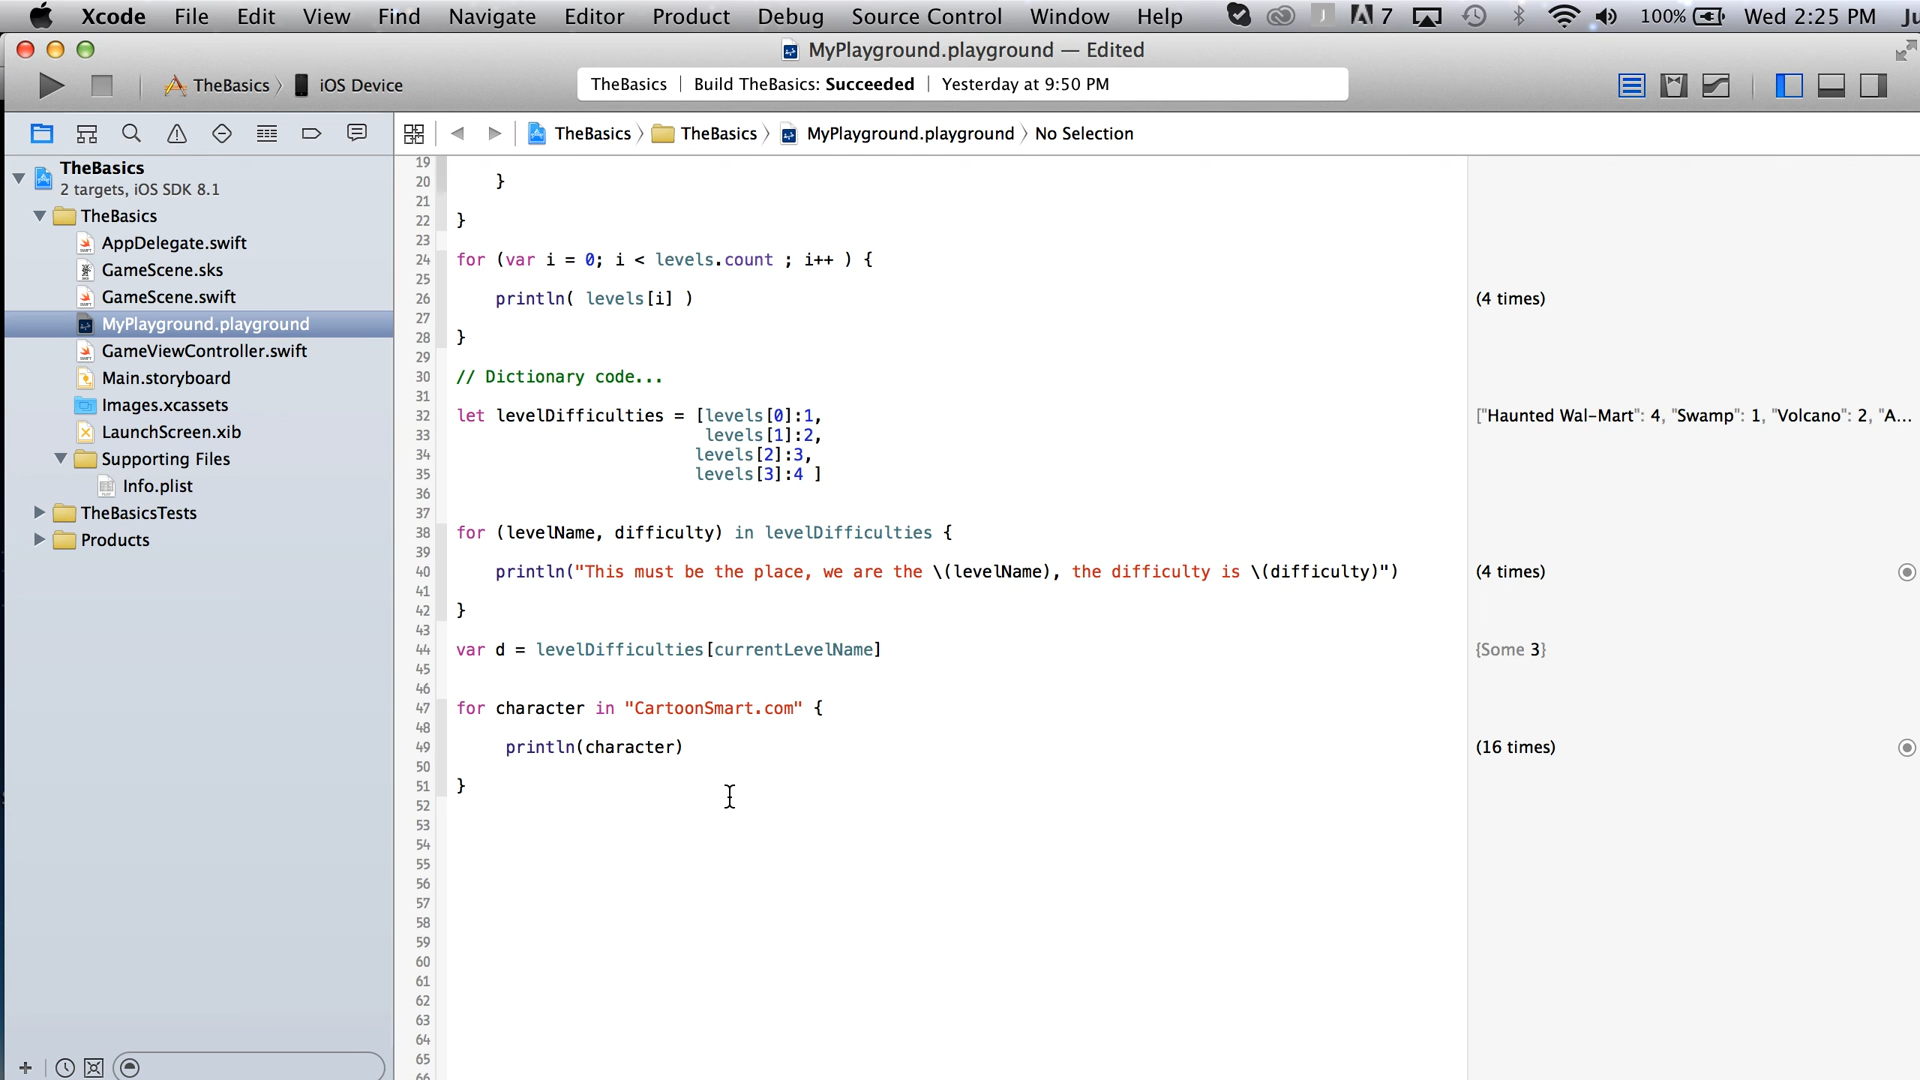 Xcode File Edit View Find Navigate Editor Product Debug Source Control Window Help 7 100% Wed 2:25 PM Ju
MyPlayground.playground — Edited
TheBasics iOS Device TheBasics | Build TheBasics: Succeeded | Yesterday at 9:50 PM
TheBasics TheBasics MyPlayground.playground No Selection
TheBasics
2 targets, iOS SDK 8.1
TheBasics
AppDelegate.swift
GameScene.sks
GameScene.swift
MyPlayground.playground
GameViewController.swift
Main.storyboard
Images.xcassets
LaunchScreen.xib
Supporting Files
Info.plist
TheBasicsTests
Products
19
20 }
21
22 }
23
24 for (var i = 0; i < levels.count ; i++ ) {
25
26 println( levels[i] ) (4 times)
27
28 }
29
30 // Dictionary code...
31
32 let levelDifficulties = [levels[0]:1, ["Haunted Wal-Mart": 4, "Swamp": 1, "Volcano": 2, "A...
33 levels[1]:2,
34 levels[2]:3,
35 levels[3]:4 ]
36
37
38 for (levelName, difficulty) in levelDifficulties {
39
40 println("This must be the place, we are the \(levelName), the difficulty is \(difficulty)") (4 times)
41
42 }
43
44 var d = levelDifficulties[currentLevelName] {Some 3}
45
46
47 for character in "CartoonSmart.com" {
48
49 println(character) (16 times)
50
51 }
52
53
54
55
56
57
58
59
60
61
62
63
64
65
66